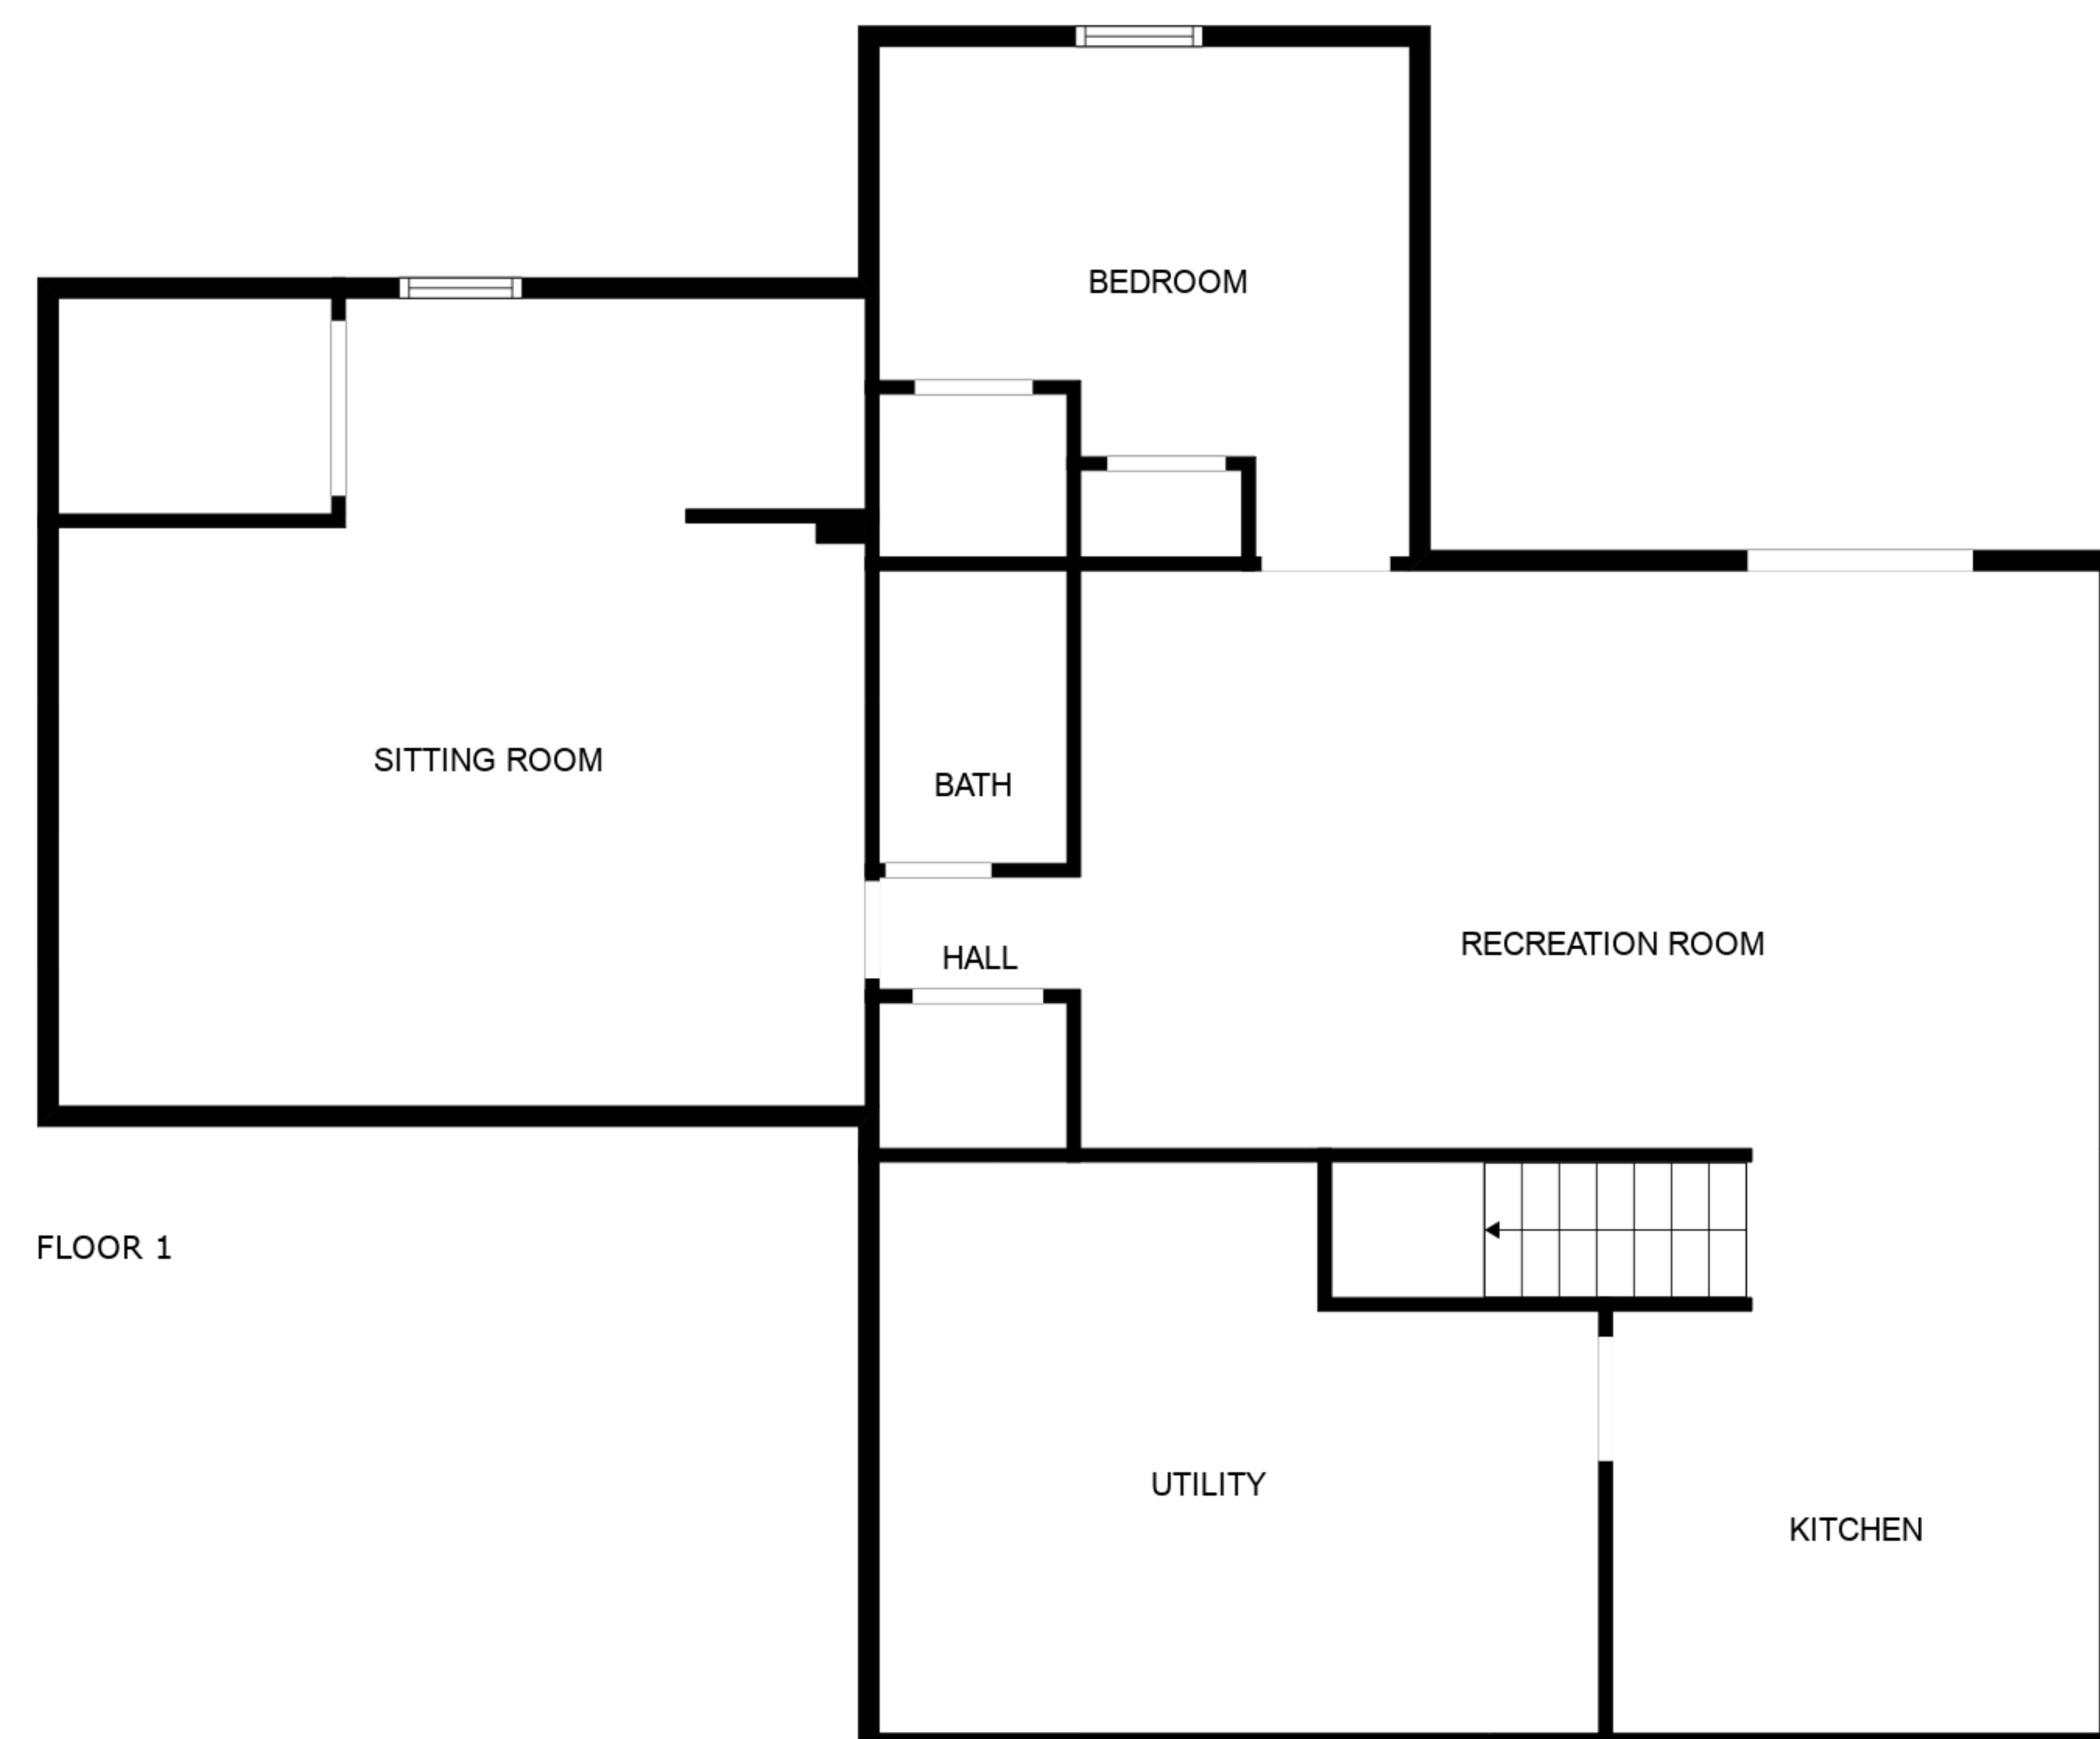 BEDROOM
SITTING ROOM
BATH
RECREATION ROOM
HALL
FLOOR 1
UTILITY
KITCHEN